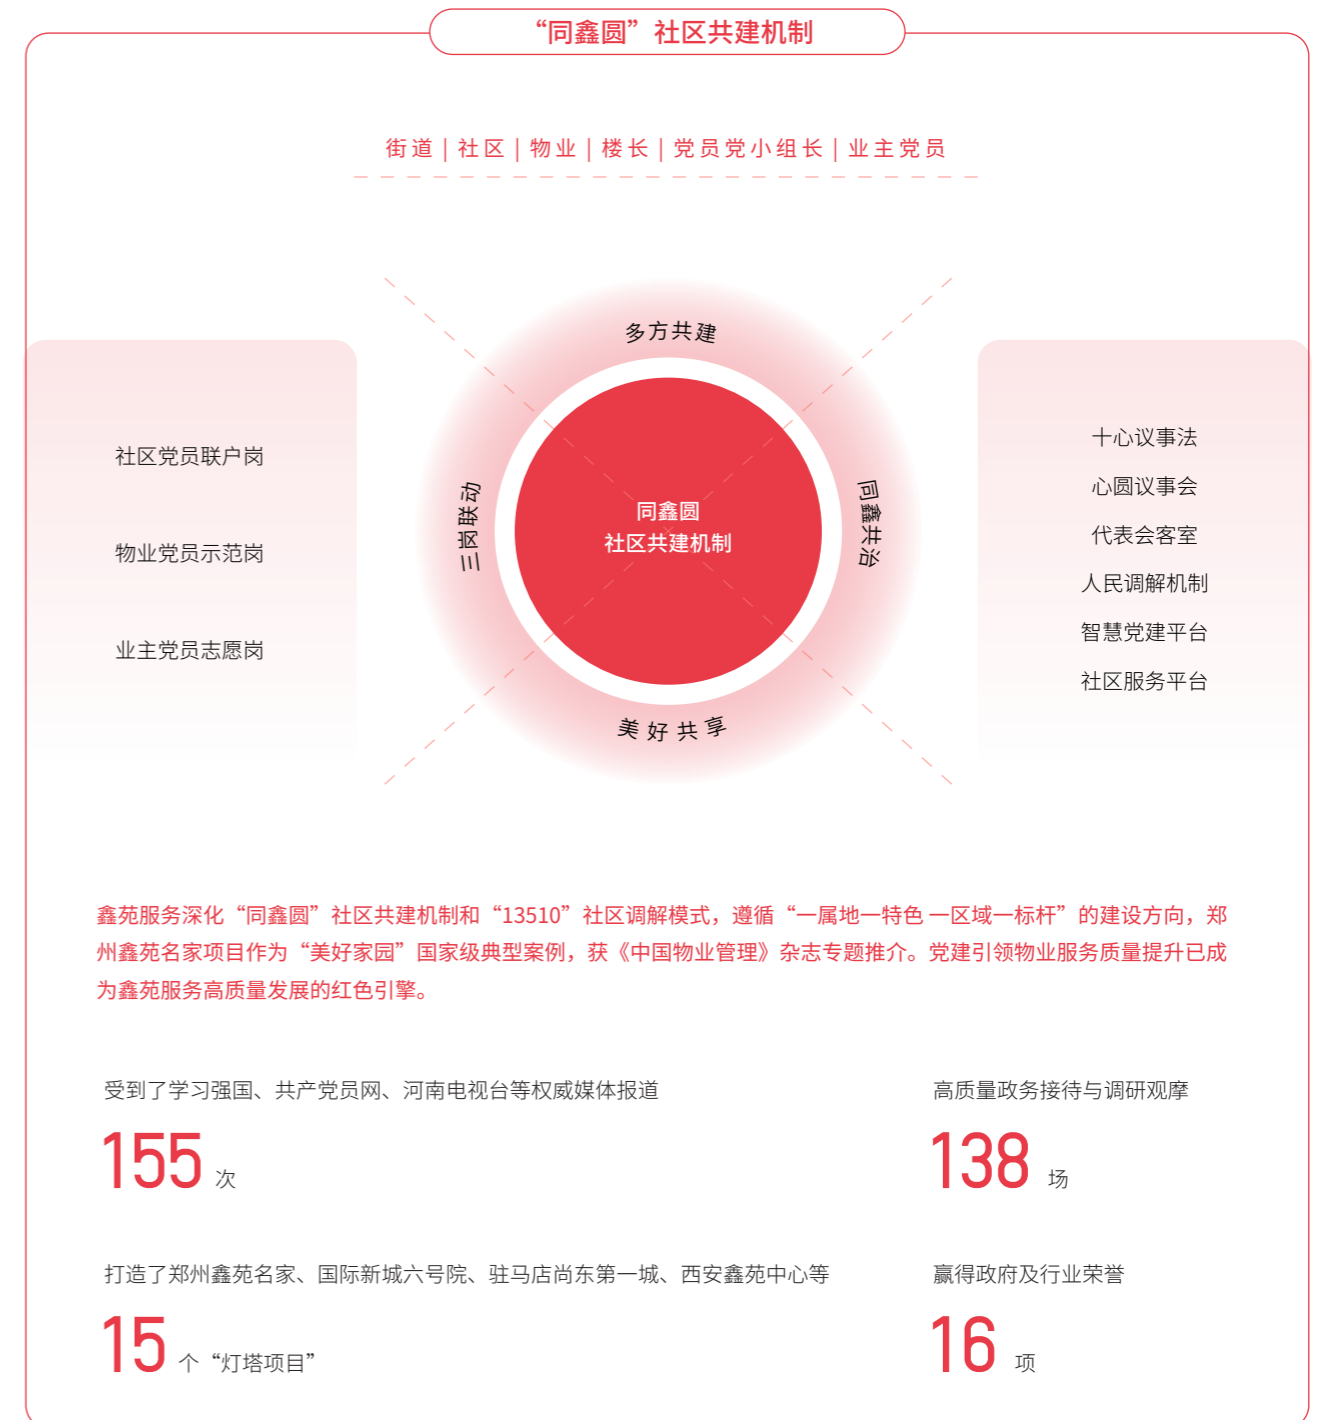 “同鑫圆”社区共建机制
街道｜社区｜物业｜楼长｜党员党小组长｜业主党员
多方共建
社区党员联户岗
物业党员示范岗
业主党员志愿岗
三岗联动
同鑫圆
社区共建机制
同鑫共治
十心议事法
心圆议事会
代表会客室
人民调解机制
智慧党建平台
社区服务平台
美好共享
鑫苑服务深化“同鑫圆”社区共建机制和“13510”社区调解模式，遵循“一属地一特色 一区域一标杆”的建设方向，郑
州鑫苑名家项目作为“美好家园”国家级典型案例，获《中国物业管理》杂志专题推介。党建引领物业服务质量提升已成
为鑫苑服务高质量发展的红色引擎。
受到了学习强国、共产党员网、河南电视台等权威媒体报道
155 次
高质量政务接待与调研观摩
138 场
打造了郑州鑫苑名家、国际新城六号院、驻马店尚东第一城、西安鑫苑中心等
15 个“灯塔项目”
赢得政府及行业荣誉
16 项